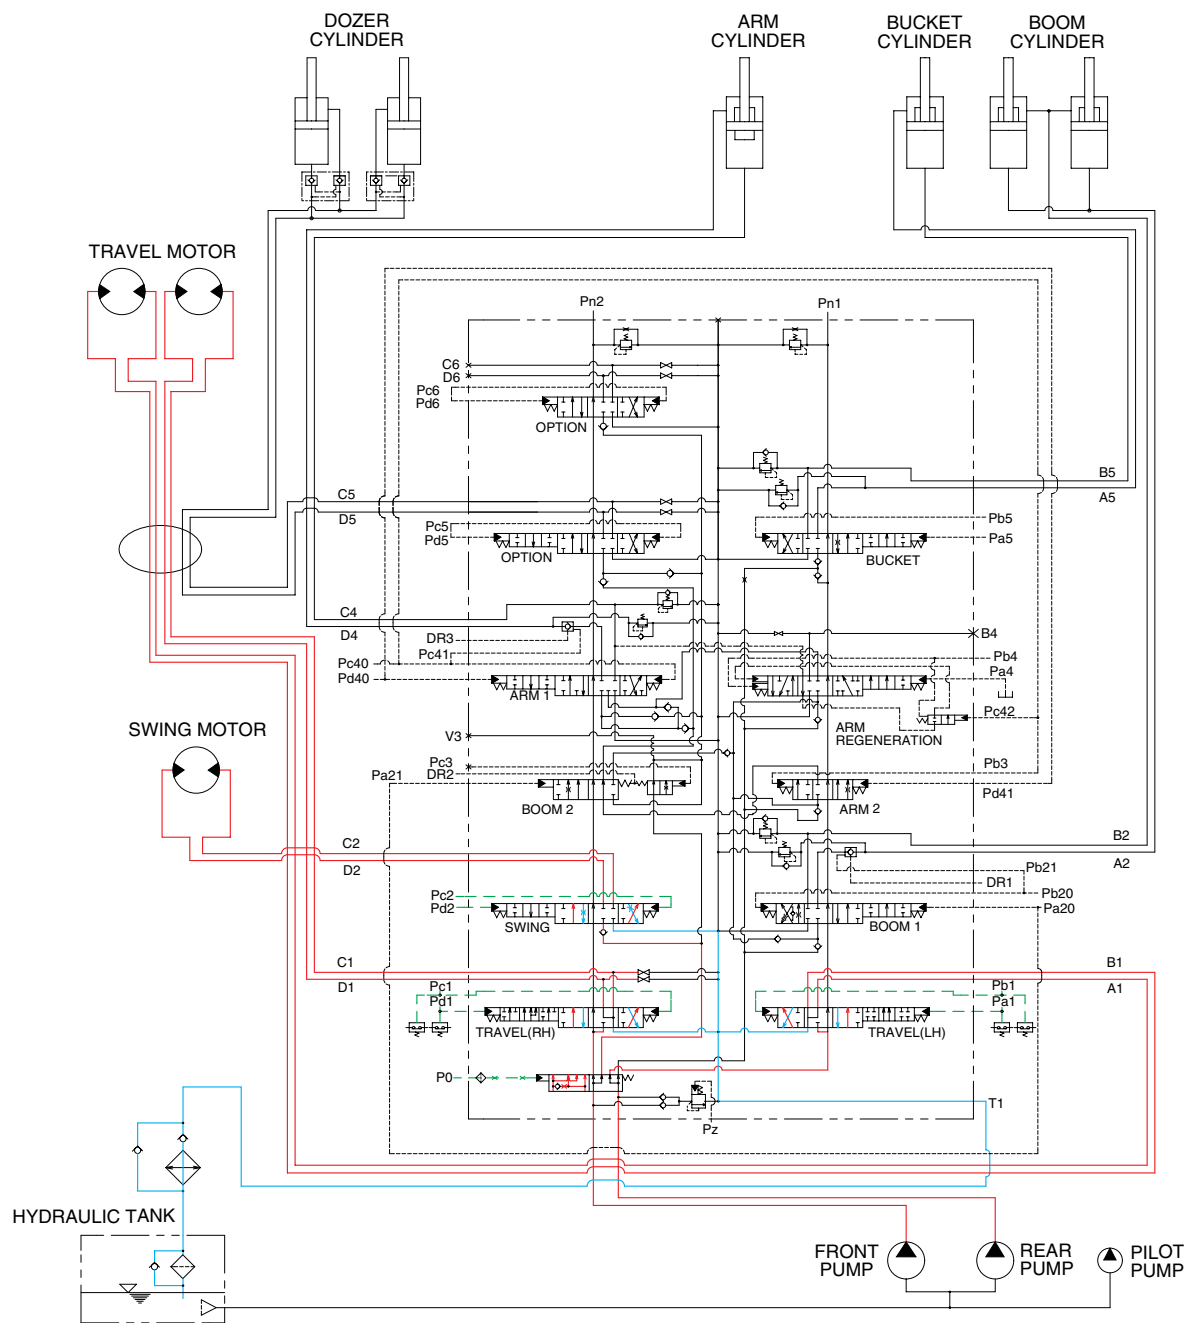 DOZER
CYLINDER
ARM
CYLINDER
BUCKET
CYLINDER
BOOM
CYLINDER
TRAVEL MOTOR
Pn2
Pn1
C6
D6
Pc6
Pd6
OPTION
B5
A5
C5
D5
Pc5
Pd5
OPTION
Pb5
Pa5
BUCKET
C4
D4
DR3
Pc41
B4
Pc40
Pd40
ARM 1
Pb4
Pa4
Pc42
ARM
REGENERATION
SWING MOTOR
V3
Pc3
DR2
Pa21
BOOM 2
Pb3
Pd41
ARM 2
C2
D2
B2
A2
Pb21
DR1
Pc2
Pd2
SWING
Pb20
Pa20
BOOM 1
C1
D1
B1
A1
Pc1
Pd1
TRAVEL(RH)
Pb1
Pa1
TRAVEL(LH)
P0
T1
Pz
HYDRAULIC TANK
FRONT
PUMP
REAR
PUMP
PILOT
PUMP